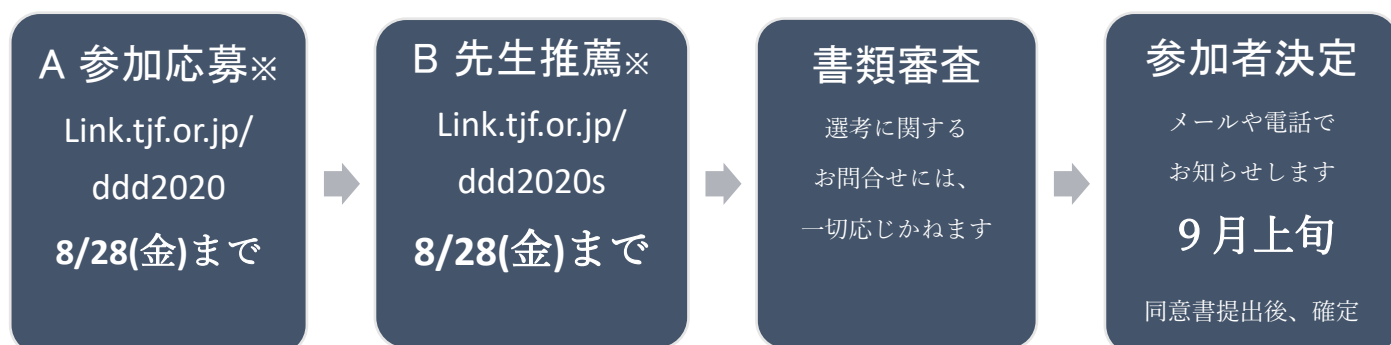 A 参加応募※
Link.tjf.or.jp/
ddd2020
8/28(金)まで
B 先生推薦※
Link.tjf.or.jp/
ddd2020s
8/28(金)まで
書類審査
選考に関する
お問合せには、
一切応じかねます
参加者決定
メールや電話で
お知らせします
９月上旬
同意書提出後、確定